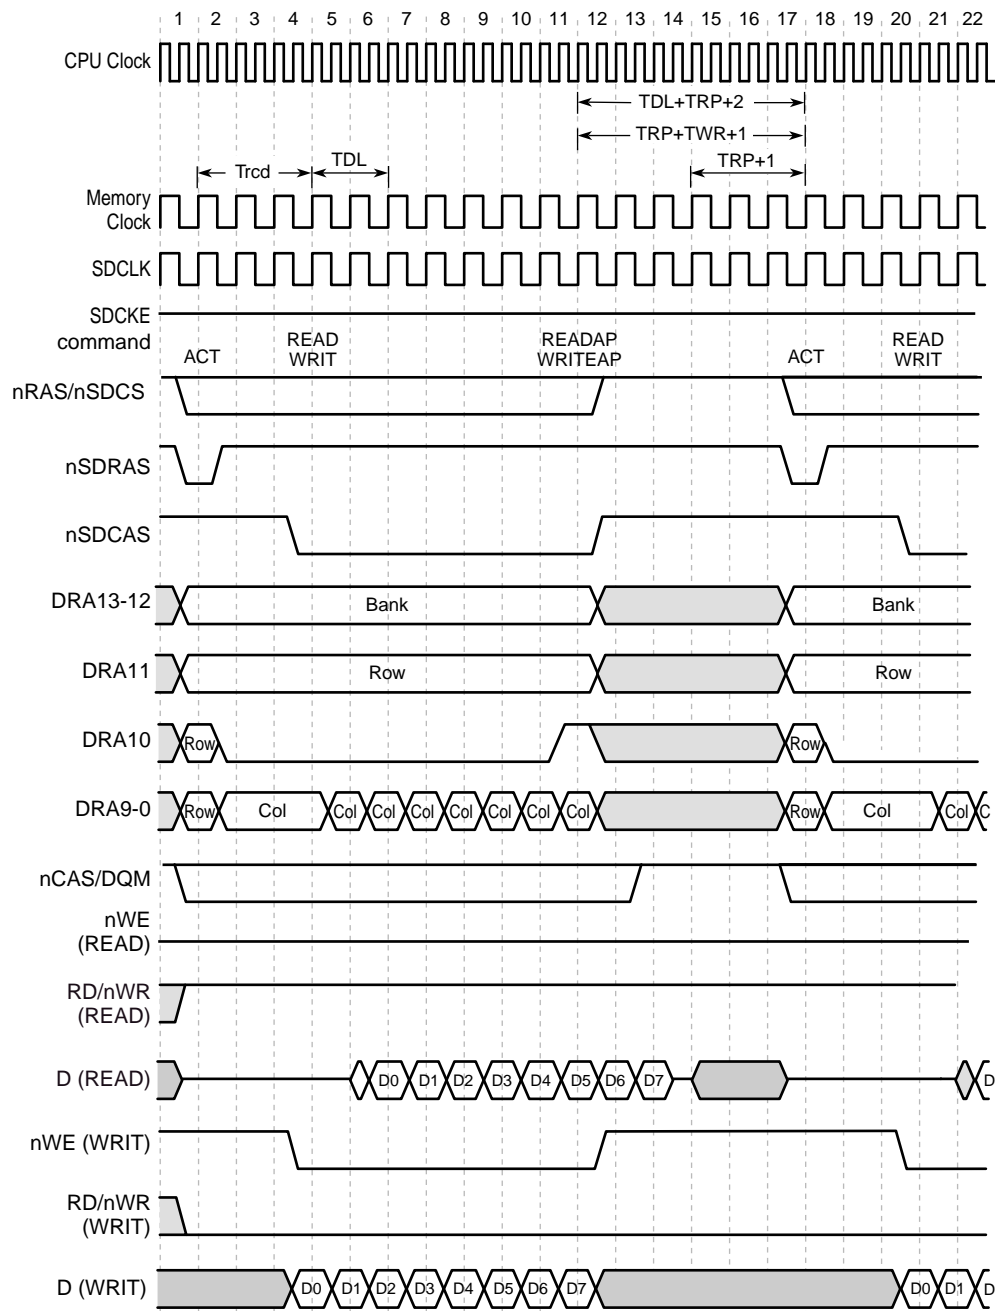 1 2 3 4 5 6 7 8 9 10 11 12 13 14 15 16 17 18 19 20 21 22
CPU Clock
TDL+TRP+2
TRP+TWR+1
Trcd TDL TRP+1
Memory
Clock
SDCLK
SDCKE
command
ACT READ WRIT READAP WRITEAP ACT READ WRIT
nRAS/nSDCS
nSDRAS
nSDCAS
DRA13-12 Bank Bank
DRA11 Row Row
DRA10 Row Row
DRA9-0 Row Col Col Col Col Col Col Col Col Row Col Col C
nCAS/DQM
nWE
(READ)
RD/nWR
(READ)
D (READ) D0 D1 D2 D3 D4 D5 D6 D7 D
nWE (WRIT)
RD/nWR
(WRIT)
D (WRIT) D0 D1 D2 D3 D4 D5 D6 D7 D0 D1 D